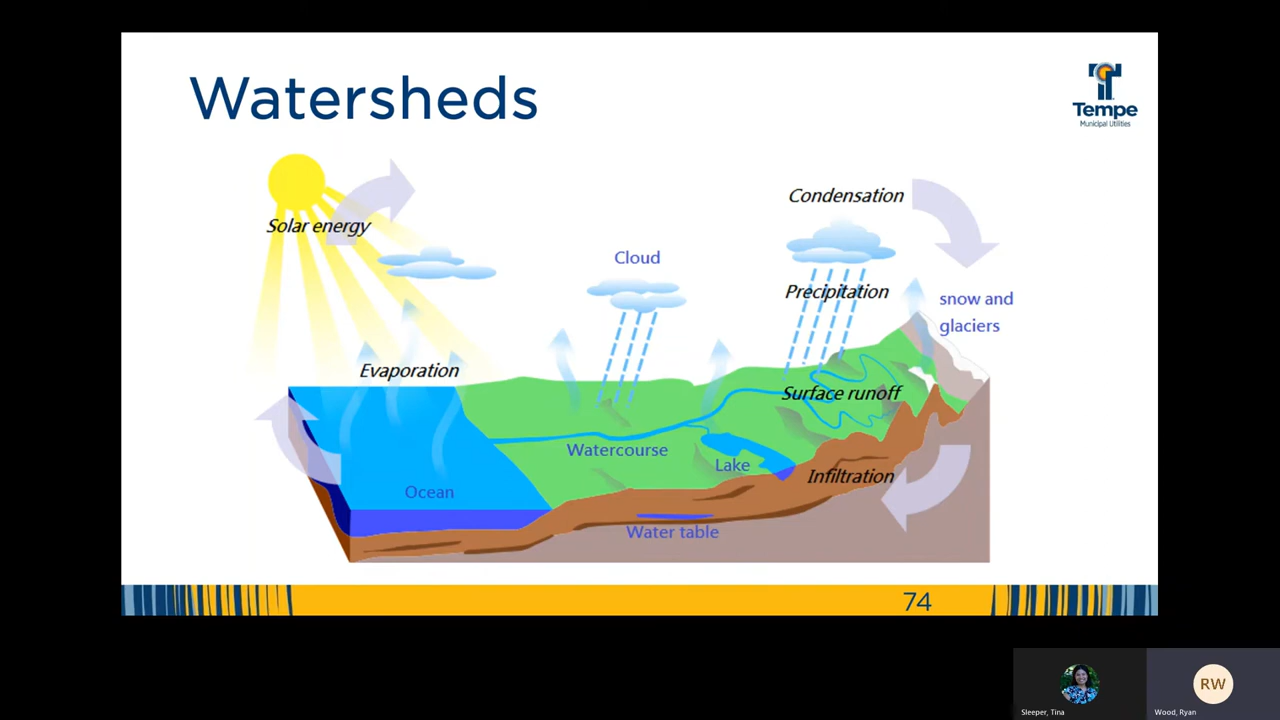 Watersheds
Tempe
Municipal Utilities
Solar energy
Condensation
Cloud
Precipitation
snow and
glaciers
Evaporation
Surface runoff
Watercourse
Lake
Infiltration
Ocean
Water table
74
RW
Sleeper, Tina
Wood, Ryan